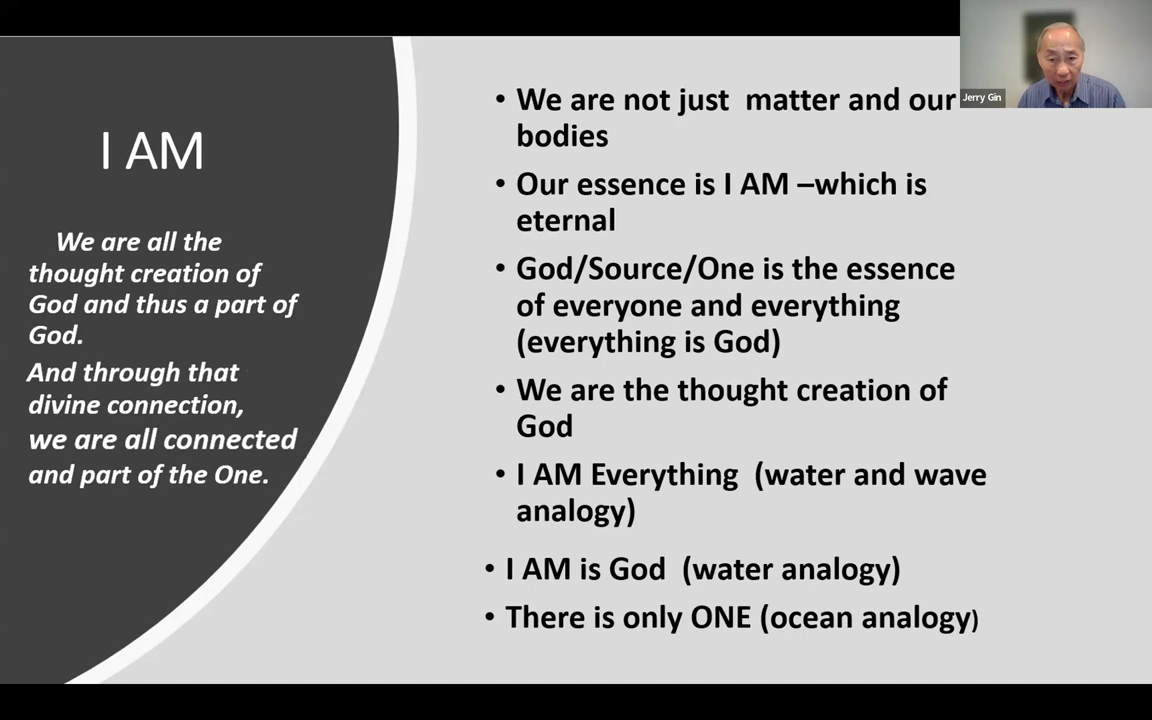 I AM
We are all the
thought creation of
God and thus a part of
God.
And through that
divine connection,
we are all connected
and part of the One.
• We are not just  matter and our
bodies
• Our essence is I AM –which is
eternal
• God/Source/One is the essence
of everyone and everything
(everything is God)
• We are the thought creation of
God
• I AM Everything  (water and wave
analogy)
• I AM is God  (water analogy)
• There is only ONE (ocean analogy)
Jerry Gin